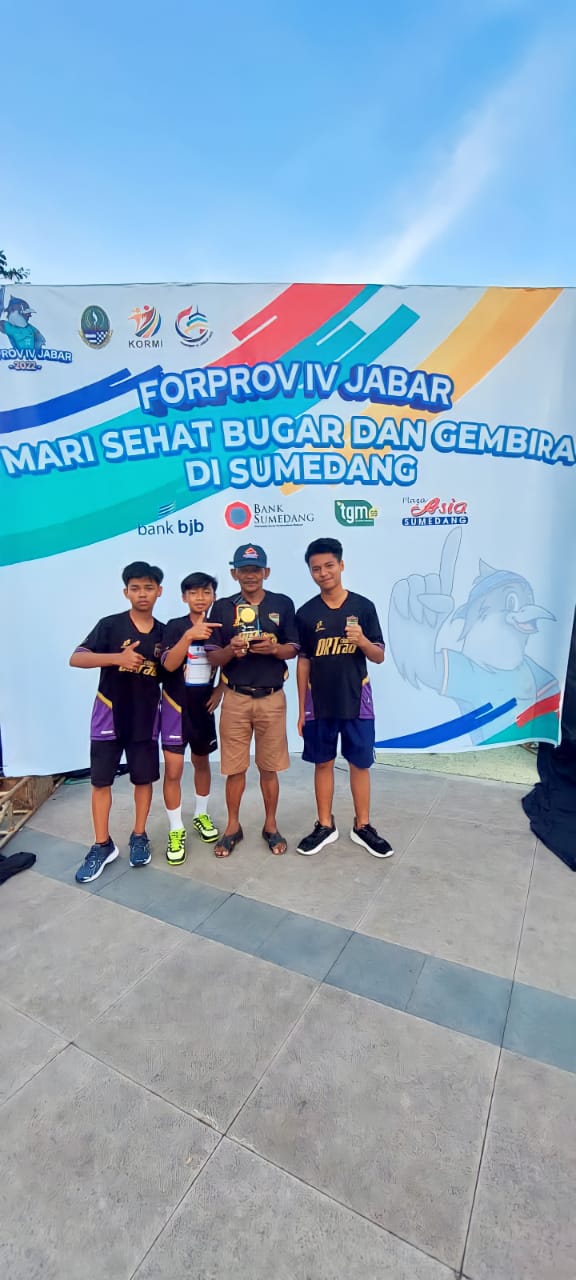 PROV IV JABAR
-2022-
KORMI
FORPROV IV JABAR
MARI SEHAT BUGAR DAN GEMBIRA
DI SUMEDANG
bank bjb
BANK
SUMEDANG
tgm
Plaza
Asia
SUMEDANG